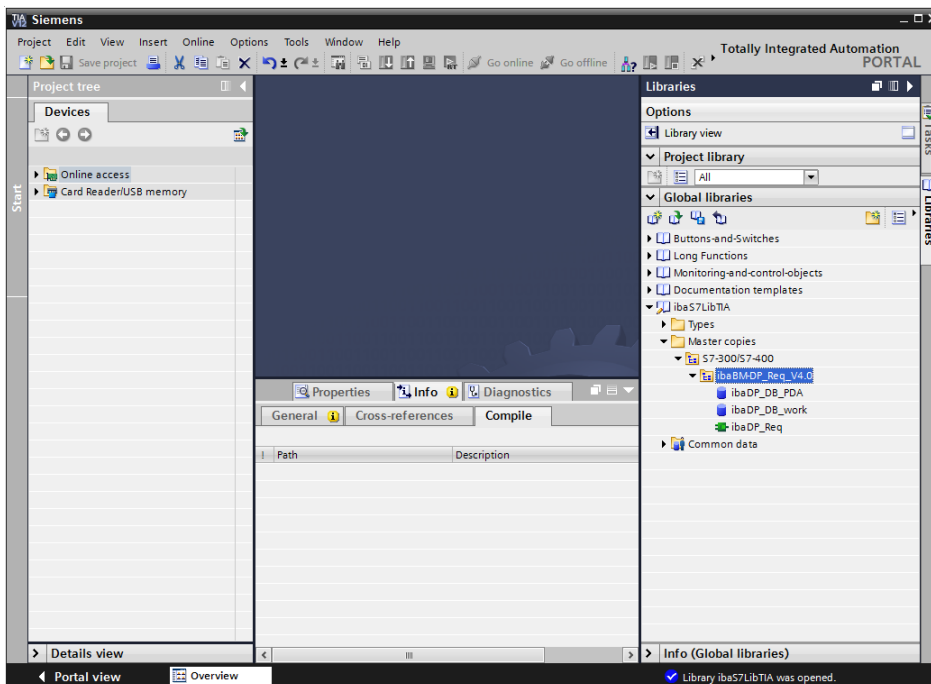 TIA V12 Siemens
Project Edit View Insert Online Options Tools Window Help
Save project Go online Go offline
Totally Integrated Automation
PORTAL
Start
Project tree
Devices
Online access
Card Reader/USB memory
Details view
Properties Info Diagnostics
General Cross-references Compile
! Path Description
Libraries
Options
Library view
Project library
All
Global libraries
Buttons-and-Switches
Long Functions
Monitoring-and-control-objects
Documentation templates
ibaS7LibTIA
Types
Master copies
S7-300/S7-400
ibaBM-DP_Req_V4.0
ibaDP_DB_PDA
ibaDP_DB_work
ibaDP_Req
Common data
Info (Global libraries)
Tasks
Libraries
Portal view Overview Library ibaS7LibTIA was opened.